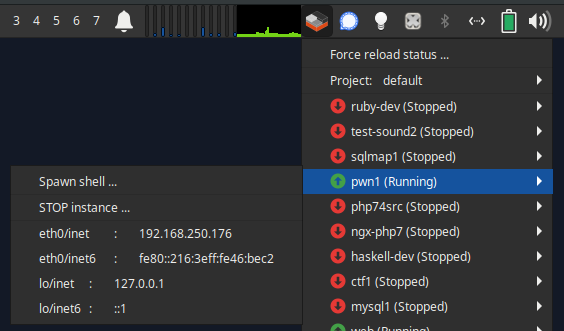 3 4 5 6 7
Force reload status ...
Project: default
ruby-dev (Stopped)
test-sound2 (Stopped)
sqlmap1 (Stopped)
pwn1 (Running)
php74src (Stopped)
ngx-php7 (Stopped)
haskell-dev (Stopped)
ctf1 (Stopped)
mysql1 (Stopped)
web (Running)
Spawn shell ...
STOP instance ...
eth0/inet : 192.168.250.176
eth0/inet6 : fe80::216:3eff:fe46:bec2
lo/inet : 127.0.0.1
lo/inet6 : ::1